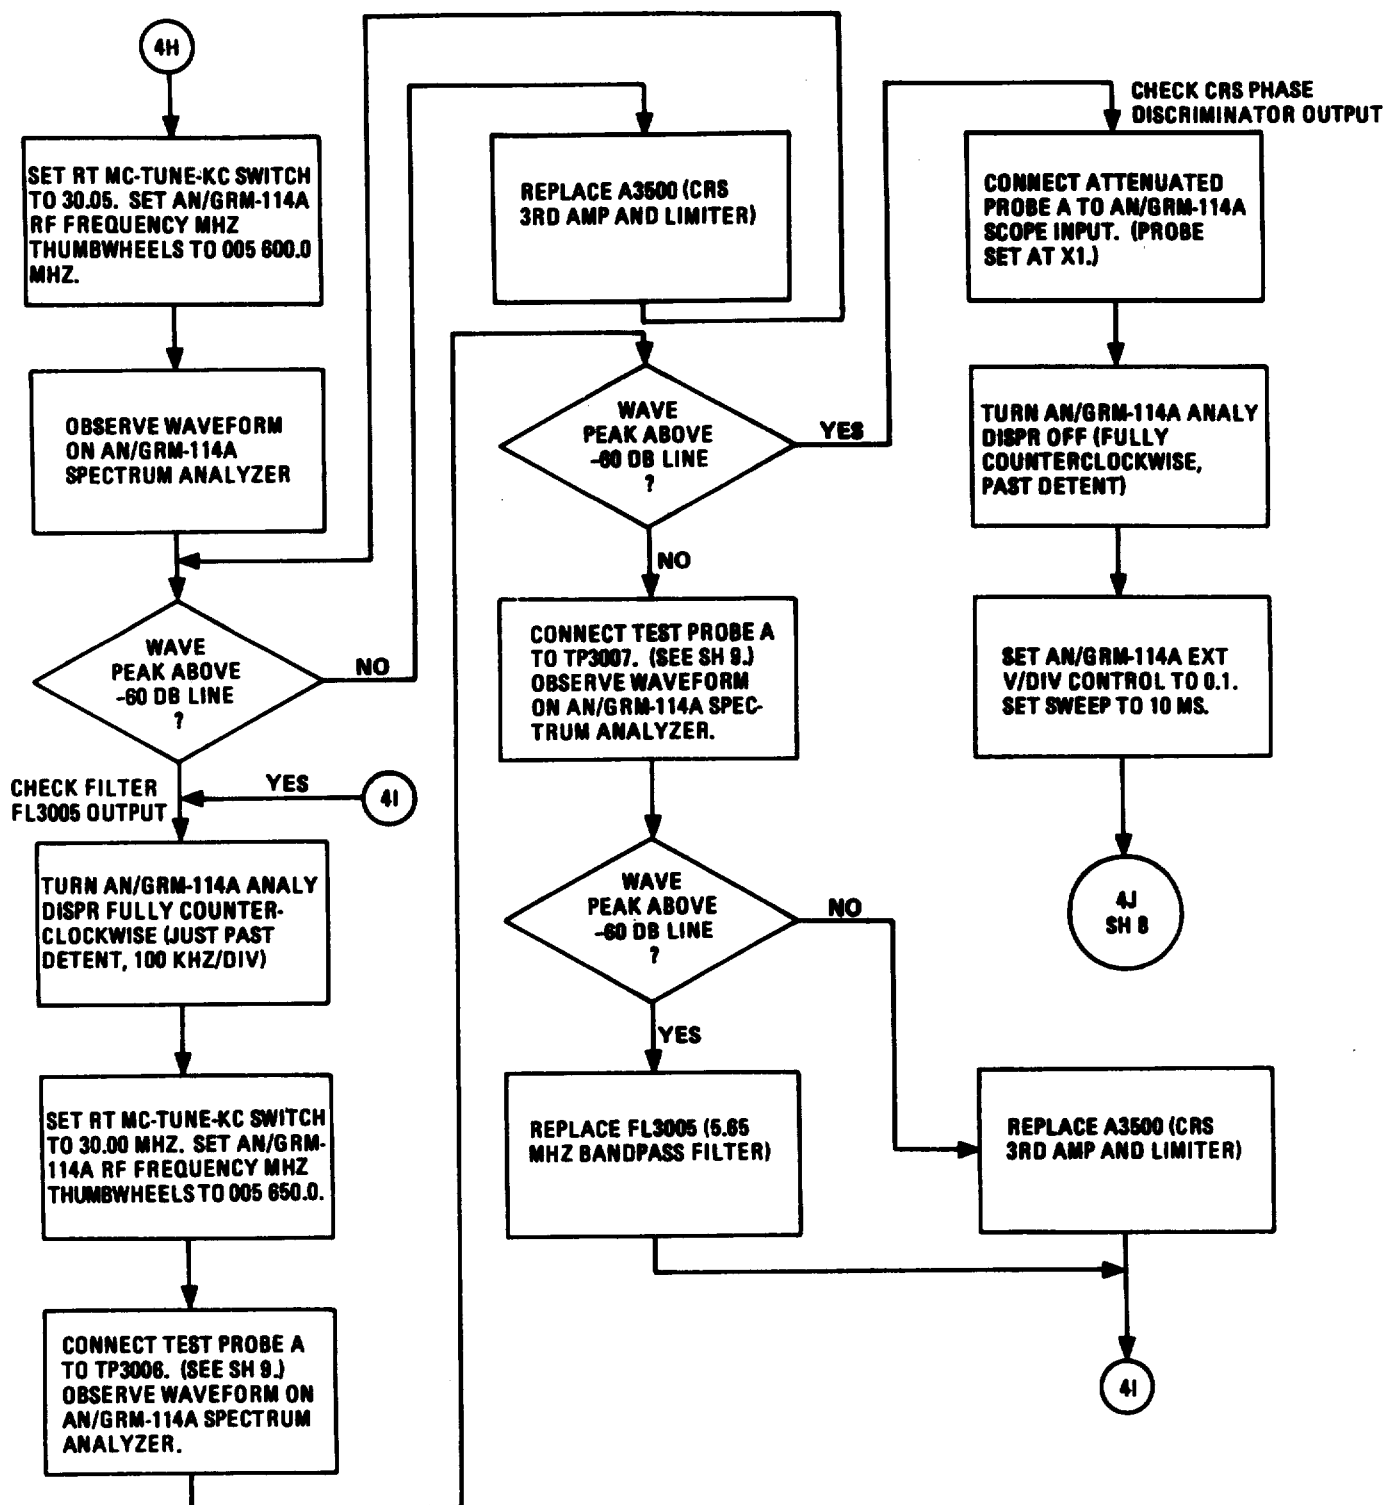 4H
SET RT MC-TUNE-KC SWITCH
TO 30.05. SET AN/GRM-114A
RF FREQUENCY MHZ
THUMBWHEELS TO 005 600.0
MHZ.
OBSERVE WAVEFORM
ON AN/GRM-114A
SPECTRUM ANALYZER
WAVE
PEAK ABOVE
-60 DB LINE
?
NO
CHECK FILTER
FL3005 OUTPUT
YES
4I
TURN AN/GRM-114A ANALY
DISPR FULLY COUNTER-
CLOCKWISE (JUST PAST
DETENT, 100 KHZ/DIV)
SET RT MC-TUNE-KC SWITCH
TO 30.00 MHZ. SET AN/GRM-
114A RF FREQUENCY MHZ
THUMBWHEELS TO 005 650.0.
CONNECT TEST PROBE A
TO TP3006. (SEE SH 9.)
OBSERVE WAVEFORM ON
AN/GRM-114A SPECTRUM
ANALYZER.
REPLACE A3500 (CRS
3RD AMP AND LIMITER)
WAVE
PEAK ABOVE
-60 DB LINE
?
YES
NO
CONNECT TEST PROBE A
TO TP3007. (SEE SH 9.)
OBSERVE WAVEFORM
ON AN/GRM-114A SPEC-
TRUM ANALYZER.
WAVE
PEAK ABOVE
-60 DB LINE
?
NO
YES
REPLACE FL3005 (5.65
MHZ BANDPASS FILTER)
CHECK CRS PHASE
DISCRIMINATOR OUTPUT
CONNECT ATTENUATED
PROBE A TO AN/GRM-114A
SCOPE INPUT. (PROBE
SET AT X1.)
TURN AN/GRM-114A ANALY
DISPR OFF (FULLY
COUNTERCLOCKWISE,
PAST DETENT)
SET AN/GRM-114A EXT
V/DIV CONTROL TO 0.1.
SET SWEEP TO 10 MS.
4J
SH 8
REPLACE A3500 (CRS
3RD AMP AND LIMITER)
4I